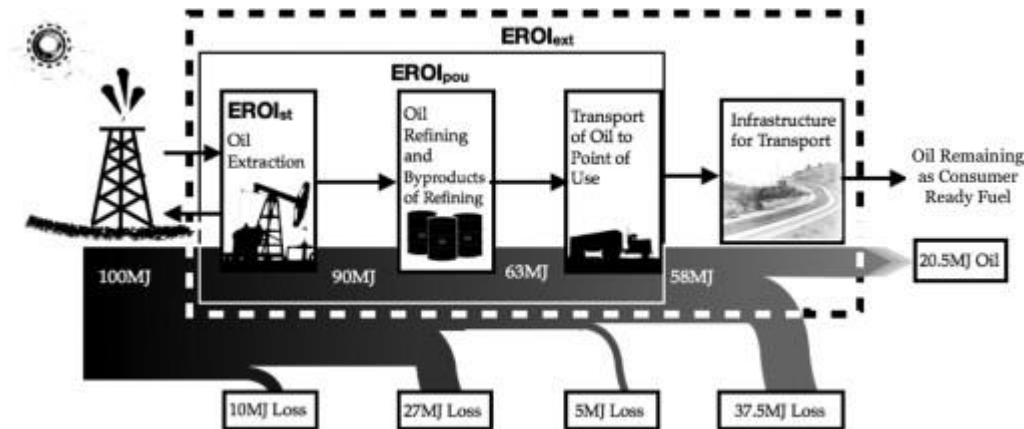 EROIext
EROIpou
EROIst
Oil
Extraction
Oil
Refining
and
Byproducts
of Refining
Transport
of Oil to
Point of
Use
Infrastructure
for Transport
Oil Remaining
as Consumer
Ready Fuel
100MJ
90MJ
63MJ
58MJ
20.5MJ Oil
10MJ Loss
27MJ Loss
5MJ Loss
37.5MJ Loss